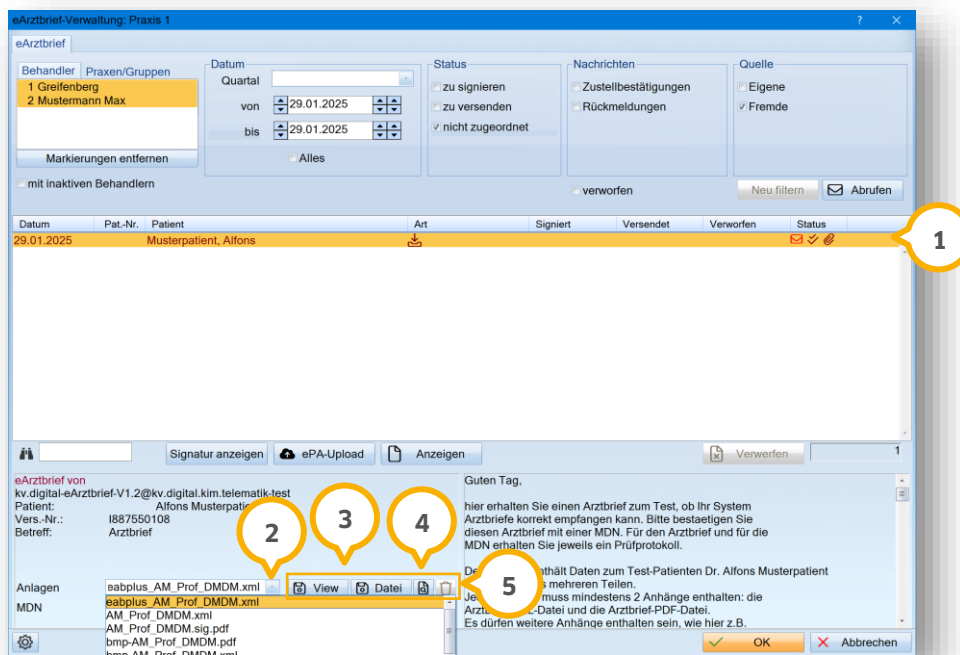 eArztbrief-Verwaltung: Praxis 1
eArztbrief
Behandler Praxen/Gruppen
1 Greifenberg
2 Mustermann Max
Markierungen entfernen
mit inaktiven Behandlern
Datum
Quartal
von 29.01.2025
bis 29.01.2025
Alles
Status
zu signieren
zu versenden
nicht zugeordnet
Nachrichten
Zustellbestätigungen
Rückmeldungen
verworfen
Quelle
Eigene
Fremde
Neu filtern Abrufen
Datum Pat.-Nr. Patient Art Signiert Versendet Verworfen Status
29.01.2025 Musterpatient, Alfons
1
Signatur anzeigen ePA-Upload Anzeigen Verwerfen 1
eArztbrief von
kv.digital-eArztbrief-V1.2@kv.digital.kim.telematik-test
Patient: Alfons
Vers.-Nr.: I887550108
Betreff: Arztbrief
2
3
4
5
Anlagen eabplus_AM_Prof_DMDM.xml View Datei
MDN eabplus_AM_Prof_DMDM.xml
AM_Prof_DMDM.xml
AM_Prof_DMDM.sig.pdf
bmp-AM_Prof_DMDM.pdf
bmp-AM_Prof_DMDM.xml
Guten Tag,
hier erhalten Sie einen Arztbrief zum Test, ob Ihr System
Arztbriefe korrekt empfangen kann. Bitte bestaetigen Sie
diesen Arztbrief mit einer MDN. Für den Arztbrief und für die
MDN erhalten Sie jeweils ein Prüfprotokoll.
Daten zum Test-Patienten Dr. Alfons Musterpatient
mehreren Teilen.
muss mindestens 2 Anhänge enthalten: die
und die Arztbrief-PDF-Datei.
Es dürfen weitere Anhänge enthalten sein, wie hier z.B.
OK Abbrechen